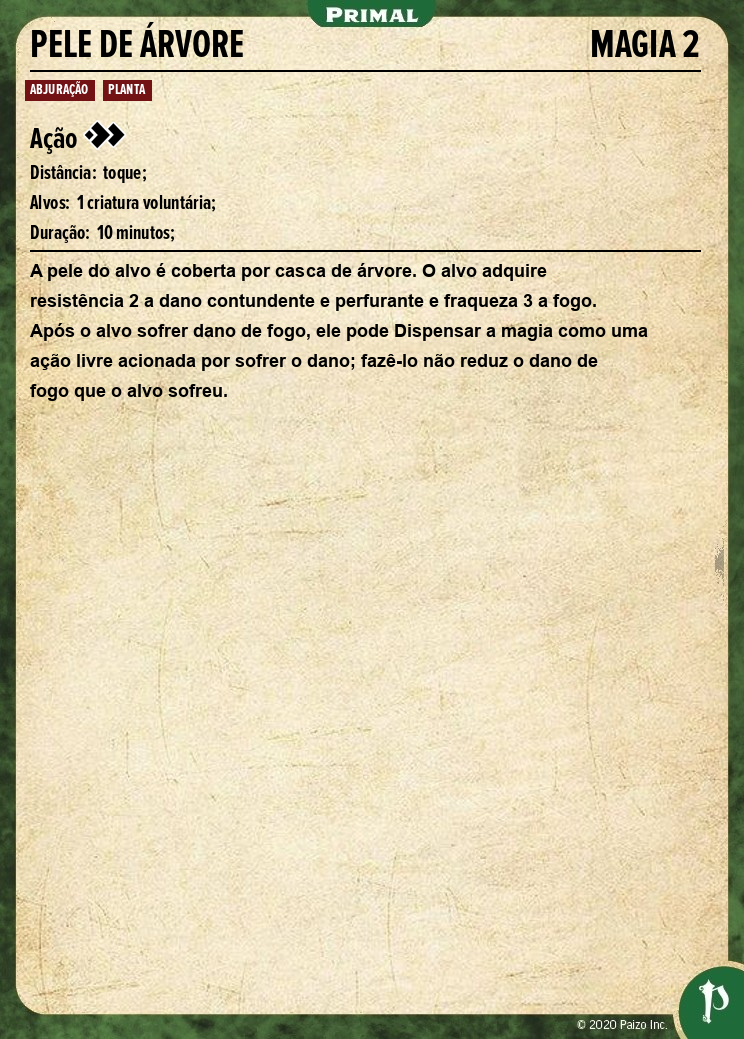 PRIMAL
PELE DE ÁRVORE MAGIA 2
ABJURAÇÃO PLANTA
Ação
Distância: toque;
Alvos: 1 criatura voluntária;
Duração: 10 minutos;
A pele do alvo é coberta por casca de árvore. O alvo adquire
resistência 2 a dano contundente e perfurante e fraqueza 3 a fogo.
Após o alvo sofrer dano de fogo, ele pode Dispensar a magia como uma
ação livre acionada por sofrer o dano; fazê-lo não reduz o dano de
fogo que o alvo sofreu.
© 2020 Paizo Inc.